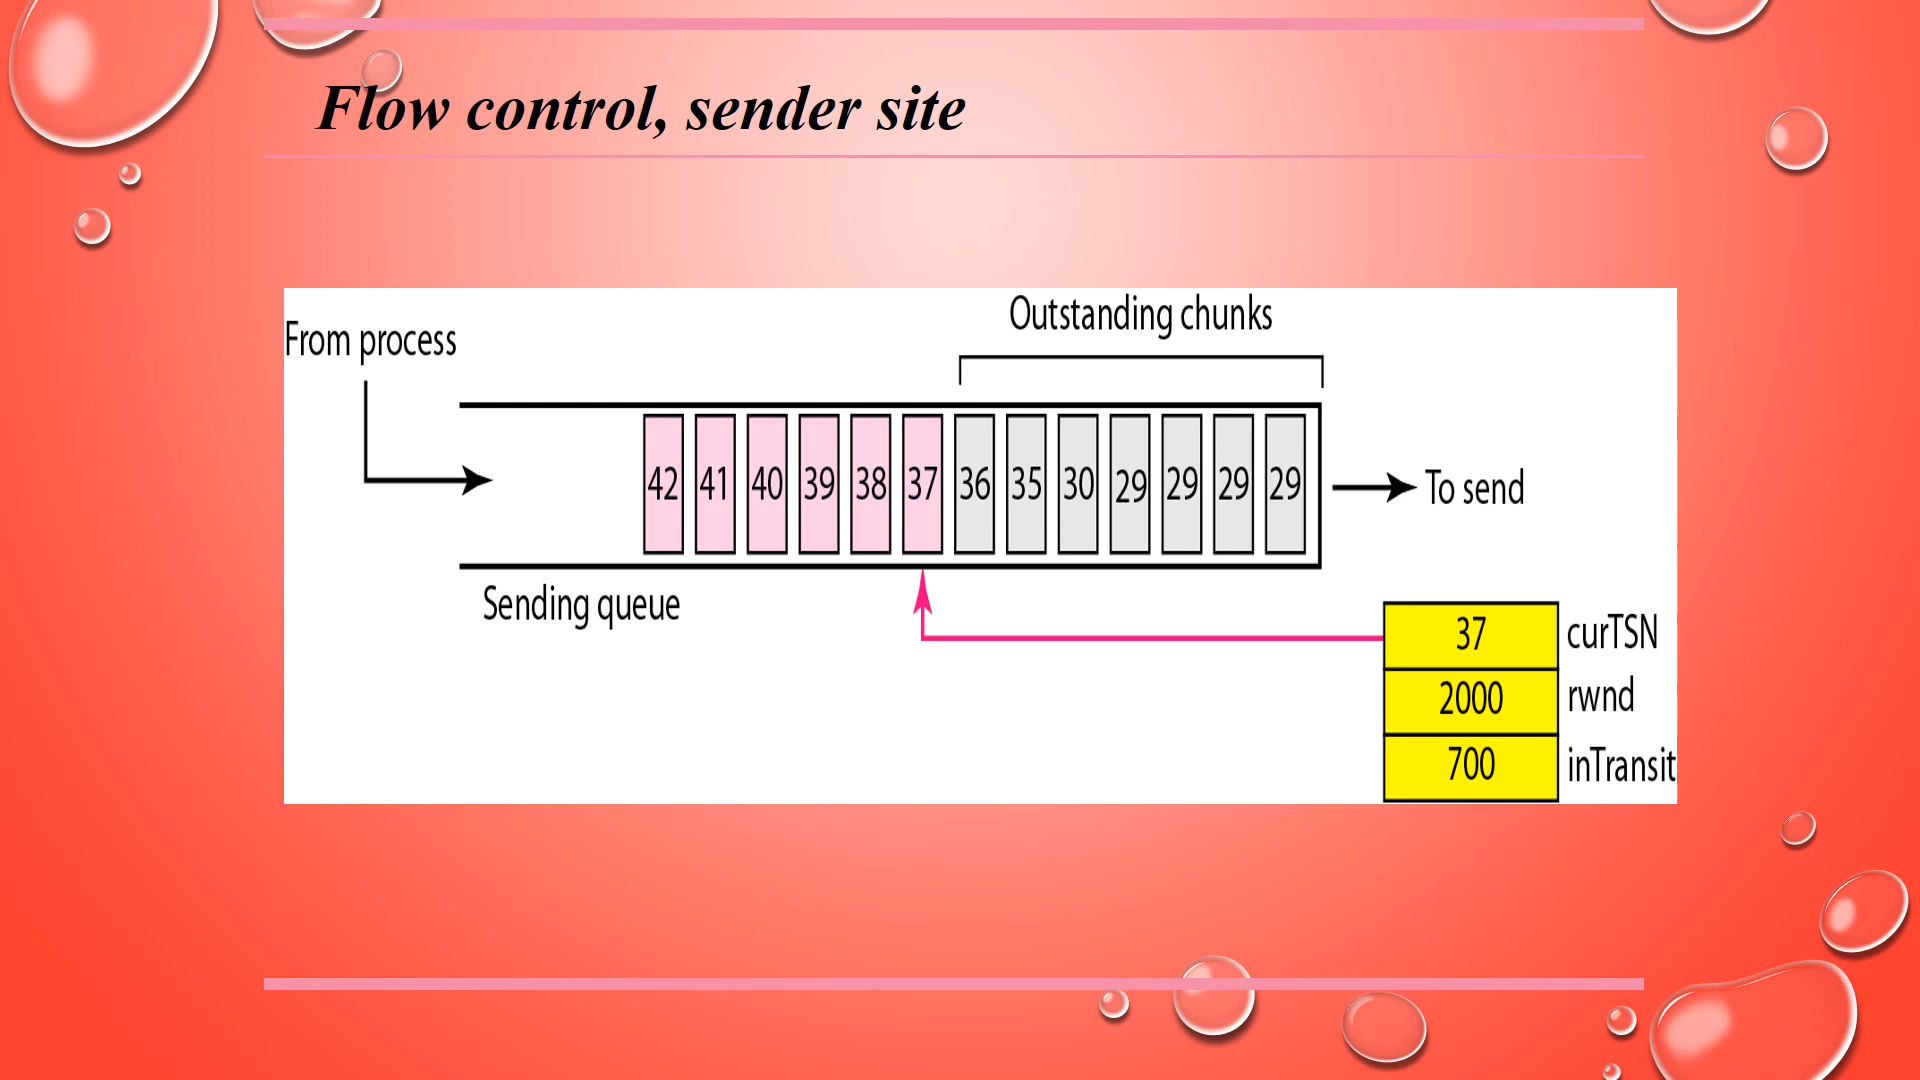 Flow control, sender site
Outstanding chunks
From process
42 41 40 39 38 37 36 35 30 29 29 29 29
To send
Sending queue
37 curTSN
2000 rwnd
700 inTransit